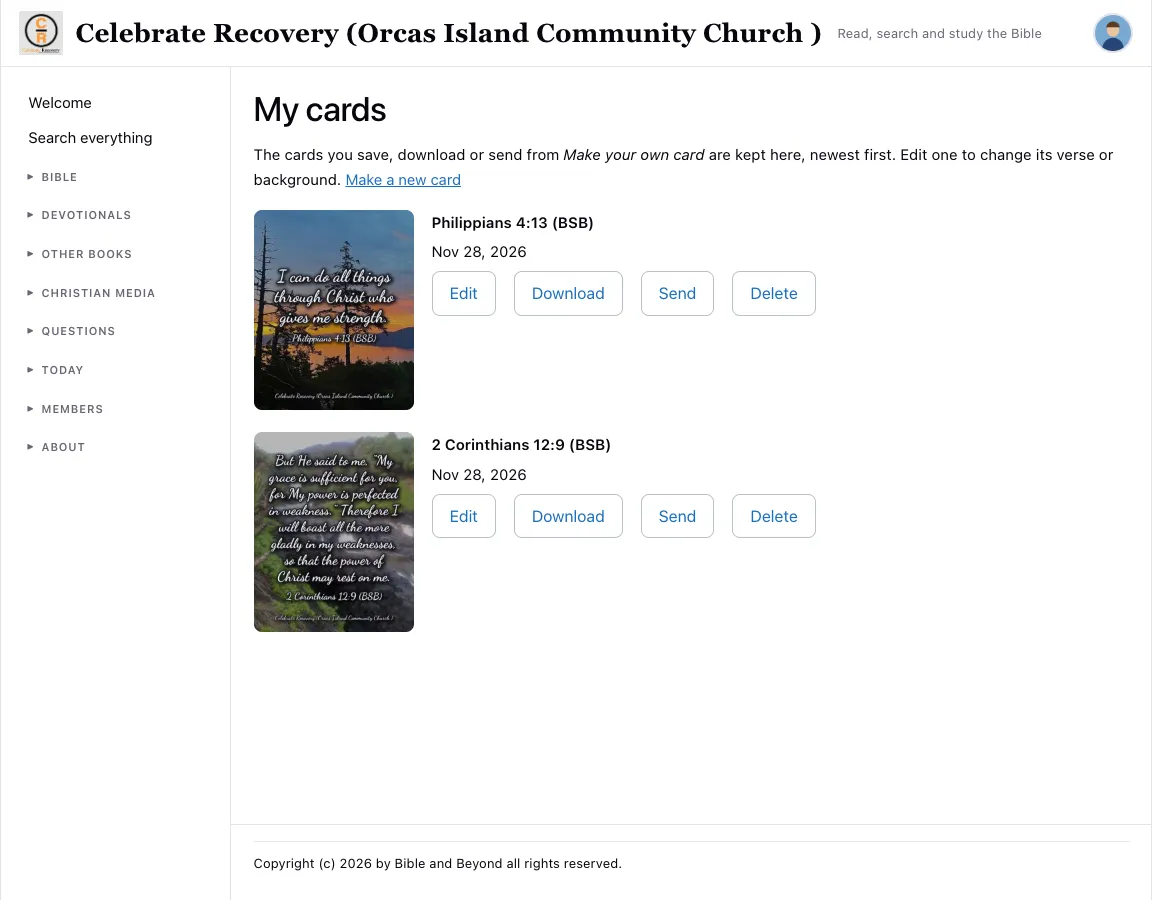 Celebrate Recovery (Orcas Island Community Church )
Read, search and study the Bible
Welcome
Search everything
BIBLE
DEVOTIONALS
OTHER BOOKS
CHRISTIAN MEDIA
QUESTIONS
TODAY
MEMBERS
ABOUT
My cards
The cards you save, download or send from Make your own card are kept here, newest first. Edit one to change its verse or
background. Make a new card
I can do all things
through Christ who
gives me strength.
Philippians 4:13 (BSB)
Celebrate Recovery (Orcas Island Community Church )
Philippians 4:13 (BSB)
Nov 28, 2026
Edit Download Send Delete
But He said to me, "My
grace is sufficient for you,
for My power is perfected
in weakness." Therefore I
will boast all the more
gladly in my weaknesses,
so that the power of
Christ may rest on me.
2 Corinthians 12:9 (BSB)
Celebrate Recovery (Orcas Island Community Church )
2 Corinthians 12:9 (BSB)
Nov 28, 2026
Edit Download Send Delete
Copyright (c) 2026 by Bible and Beyond all rights reserved.